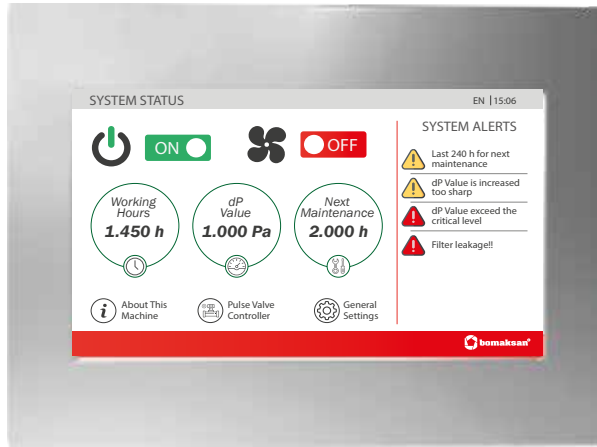 SYSTEM STATUS
EN | 15:06
ON
OFF
Working
Hours
1.450 h
dP
Value
1.000 Pa
Next
Maintenance
2.000 h
About This
Machine
Pulse Valve
Controller
General
Settings
SYSTEM ALERTS
Last 240 h for next
maintenance
dP Value is increased
too sharp
dP Value exceed the
critical level
Filter leakage!!
bomaksan®